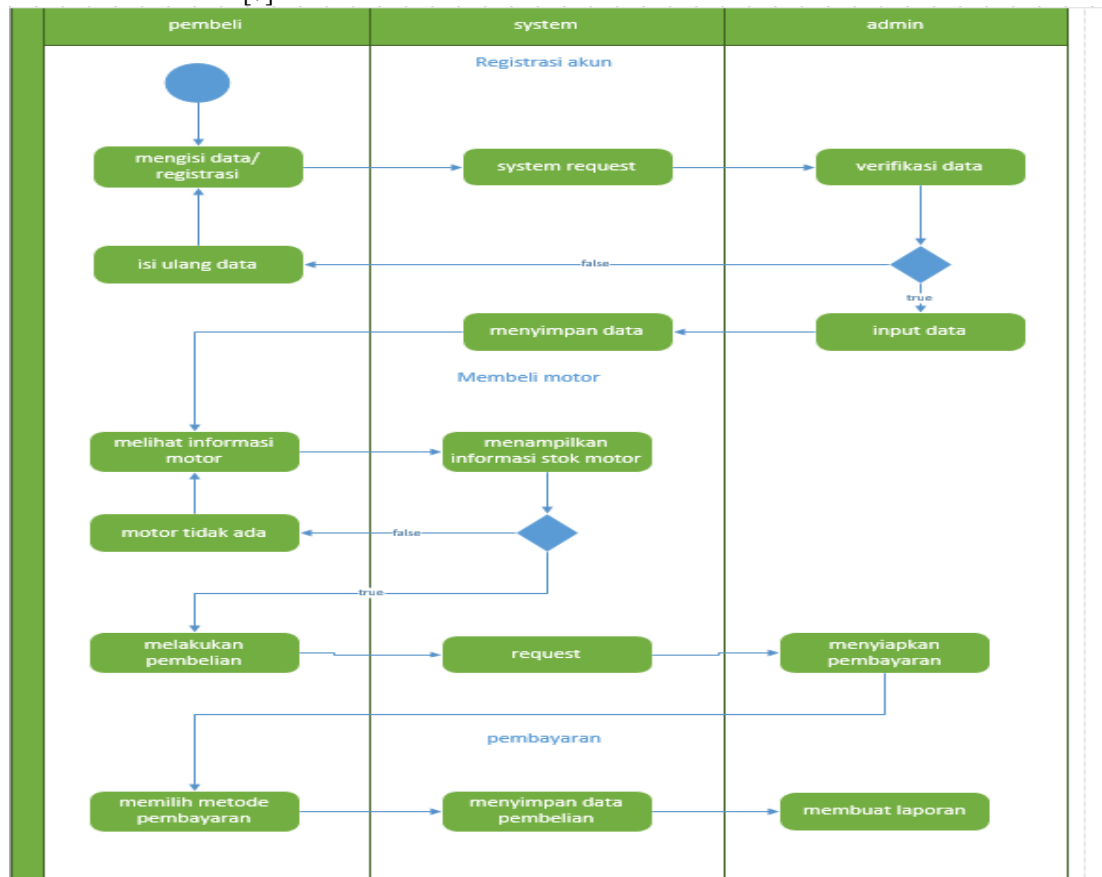 pembeli
system
admin
Registrasi akun
mengisi data/
registrasi
system request
verifikasi data
isi ulang data
false
true
menyimpan data
input data
Membeli motor
melihat informasi
motor
menampilkan
informasi stok motor
motor tidak ada
false
true
melakukan
pembelian
request
menyiapkan
pembayaran
pembayaran
memilih metode
pembayaran
menyimpan data
pembelian
membuat laporan